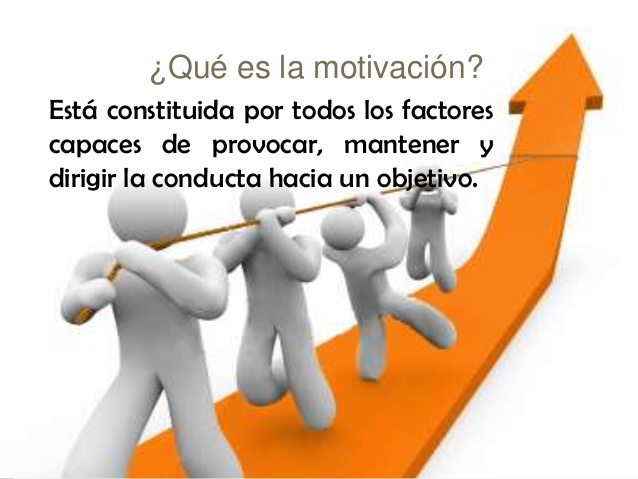 ¿Qué es la motivación?
Está constituida por todos los factores
capaces de provocar, mantener y
dirigir la conducta hacia un objetivo.